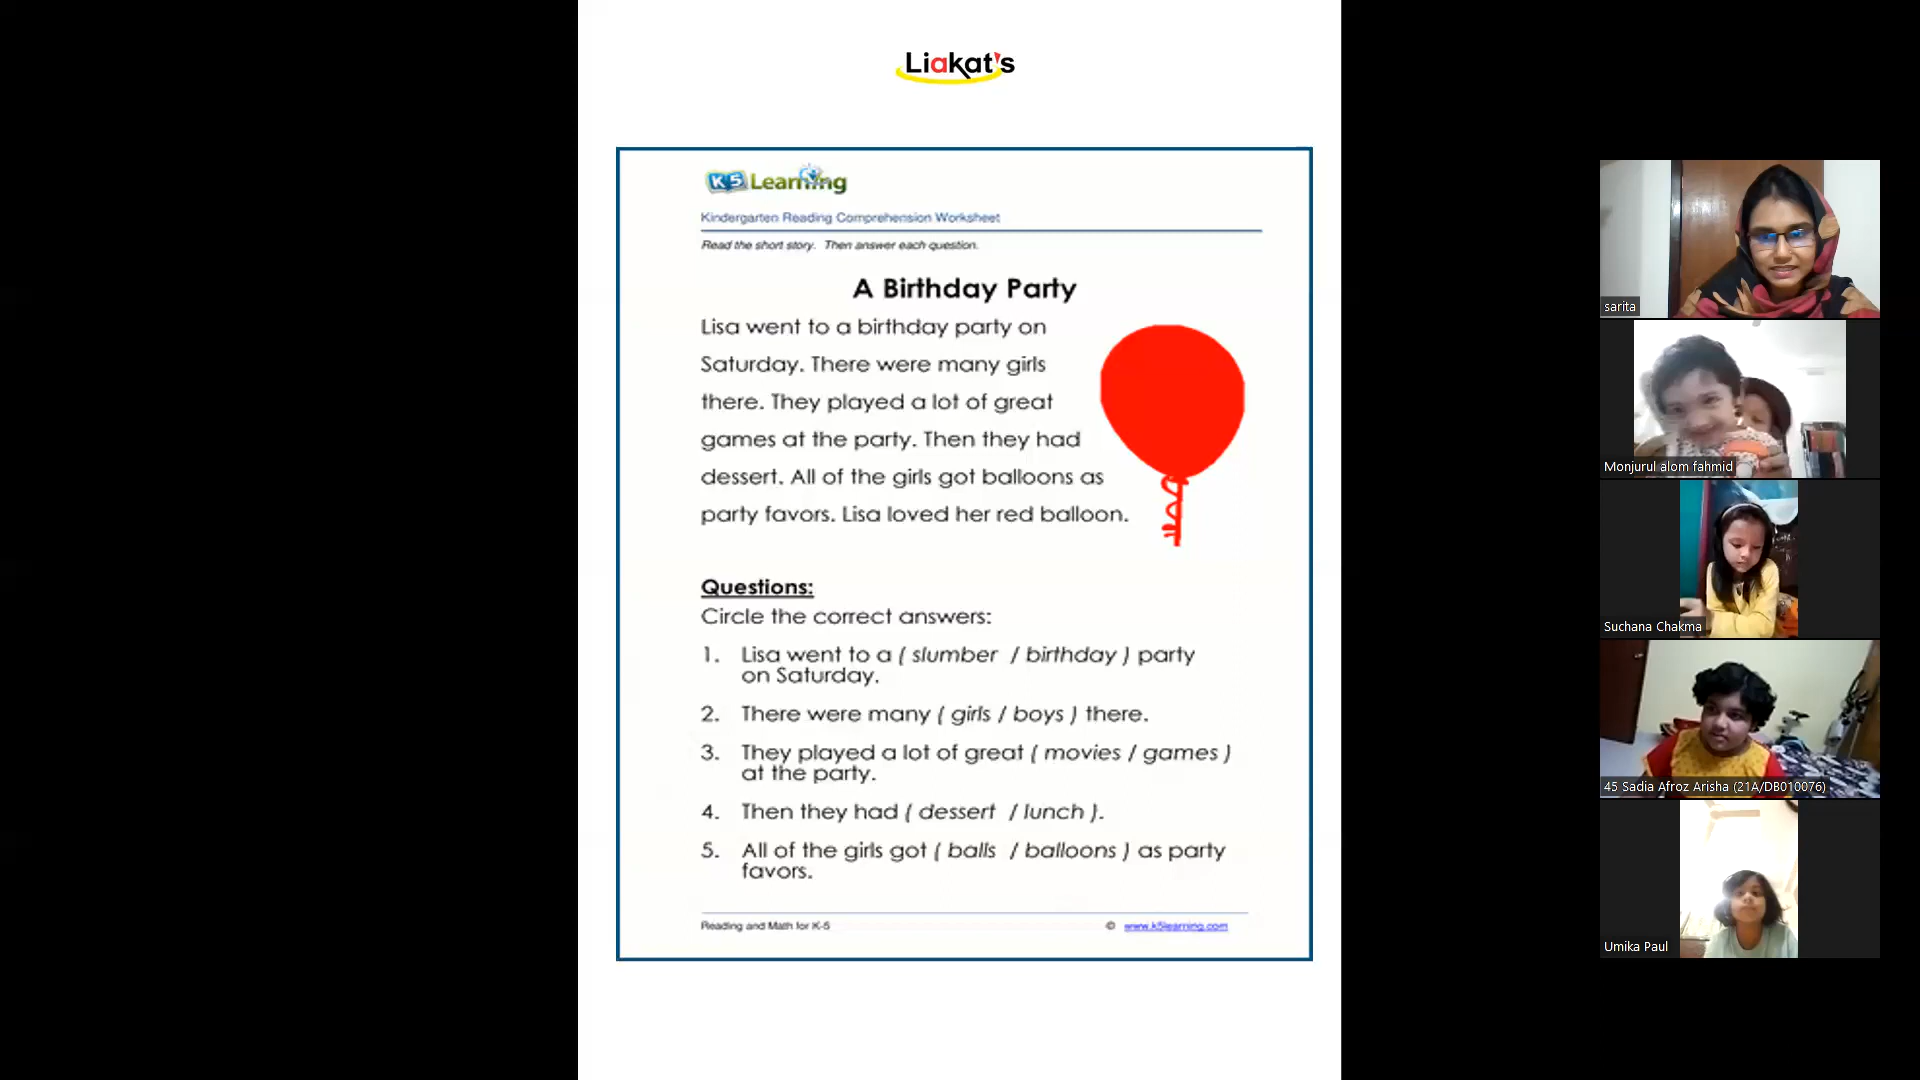 Liakat's
K5 Learning
Kindergarten Reading Comprehension Worksheet
Read the short story. Then answer each question.
A Birthday Party
Lisa went to a birthday party on
Saturday. There were many girls
there. They played a lot of great
games at the party. Then they had
dessert. All of the girls got balloons as
party favors. Lisa loved her red balloon.
Questions:
Circle the correct answers:
1. Lisa went to a ( slumber / birthday ) party
on Saturday.
2. There were many ( girls / boys ) there.
3. They played a lot of great ( movies / games )
at the party.
4. Then they had ( dessert / lunch ).
5. All of the girls got ( balls / balloons ) as party
favors.
Reading and Math for K-5
© www.k5learning.com
sarita
Monjurul alom fahmid
Suchana Chakma
45 Sadia Afroz Arisha (21A/DB010076)
Umika Paul